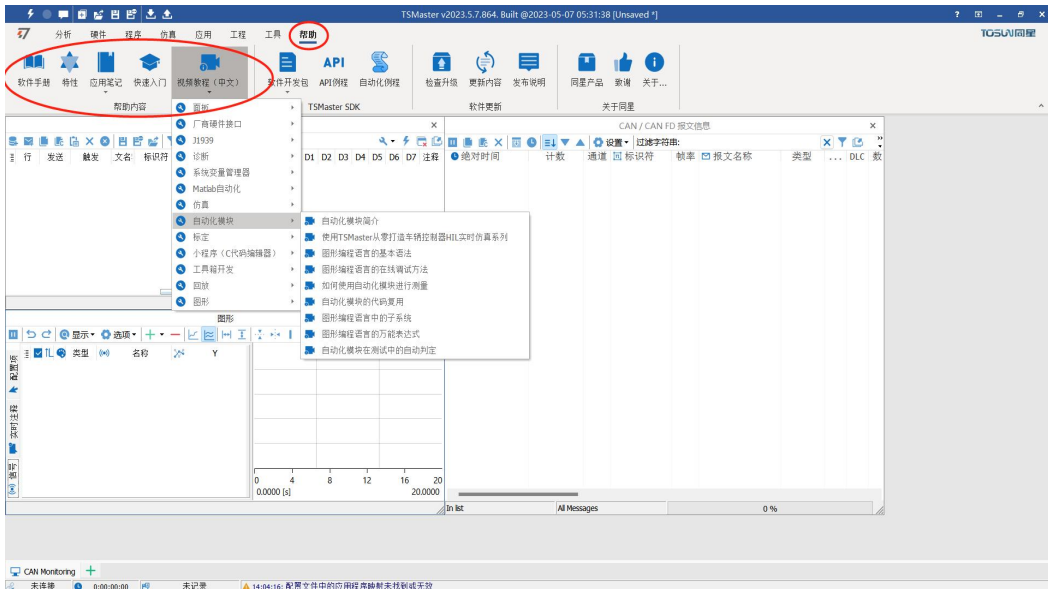 TSMaster v2023.5.7.864. Built @2023-05-07 05:31:38 [Unsaved *]
分析 硬件 程序 仿真 应用 工程 工具 帮助
TOSUN同星
软件手册 特性 应用笔记 快速入门 视频教程（中文） 软件开发包 API API例程 自动化例程 检查升级 更新内容 发布说明 同星产品 致谢 关于...
帮助内容 TSMaster SDK 软件更新 关于同星
面板
厂商硬件接口
J1939
诊断
系统变量管理器
Matlab自动化
仿真
自动化模块
标定
小程序（C代码编辑器）
工具箱开发
回放
图形
自动化模块简介
使用TSMaster从零打造车辆控制器HIL实时仿真系列
图形编程语言的基本语法
图形编程语言的在线调试方法
如何使用自动化模块进行测量
自动化模块的代码复用
图形编程语言中的子系统
图形编程语言的万能表达式
自动化模块在测试中的自动判定
行 发送 触发 文名 标识符
D1 D2 D3 D4 D5 D6 D7 注释
CAN / CAN FD 报文信息
设置 过滤字符串:
绝对时间 计数 通道 标识符 帧率 报文名称 类型 ... DLC 数
图形
显示 选项
类型 名称 Y
配置项
实时注释
信号
0 4 8 12 16 20
0.0000 [s] 20.0000
In list All Messages 0 %
CAN Monitoring
未连接 0:00:00:00 未记录 14:04:16: 配置文件中的应用程序映射未找到或无效